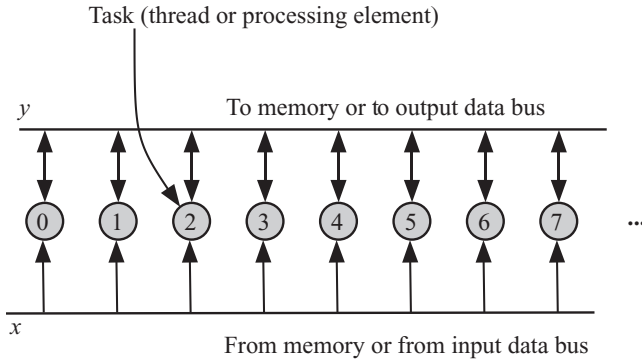 Task (thread or processing element)
y
To memory or to output data bus
0 1 2 3 4 5 6 7 ...
x
From memory or from input data bus